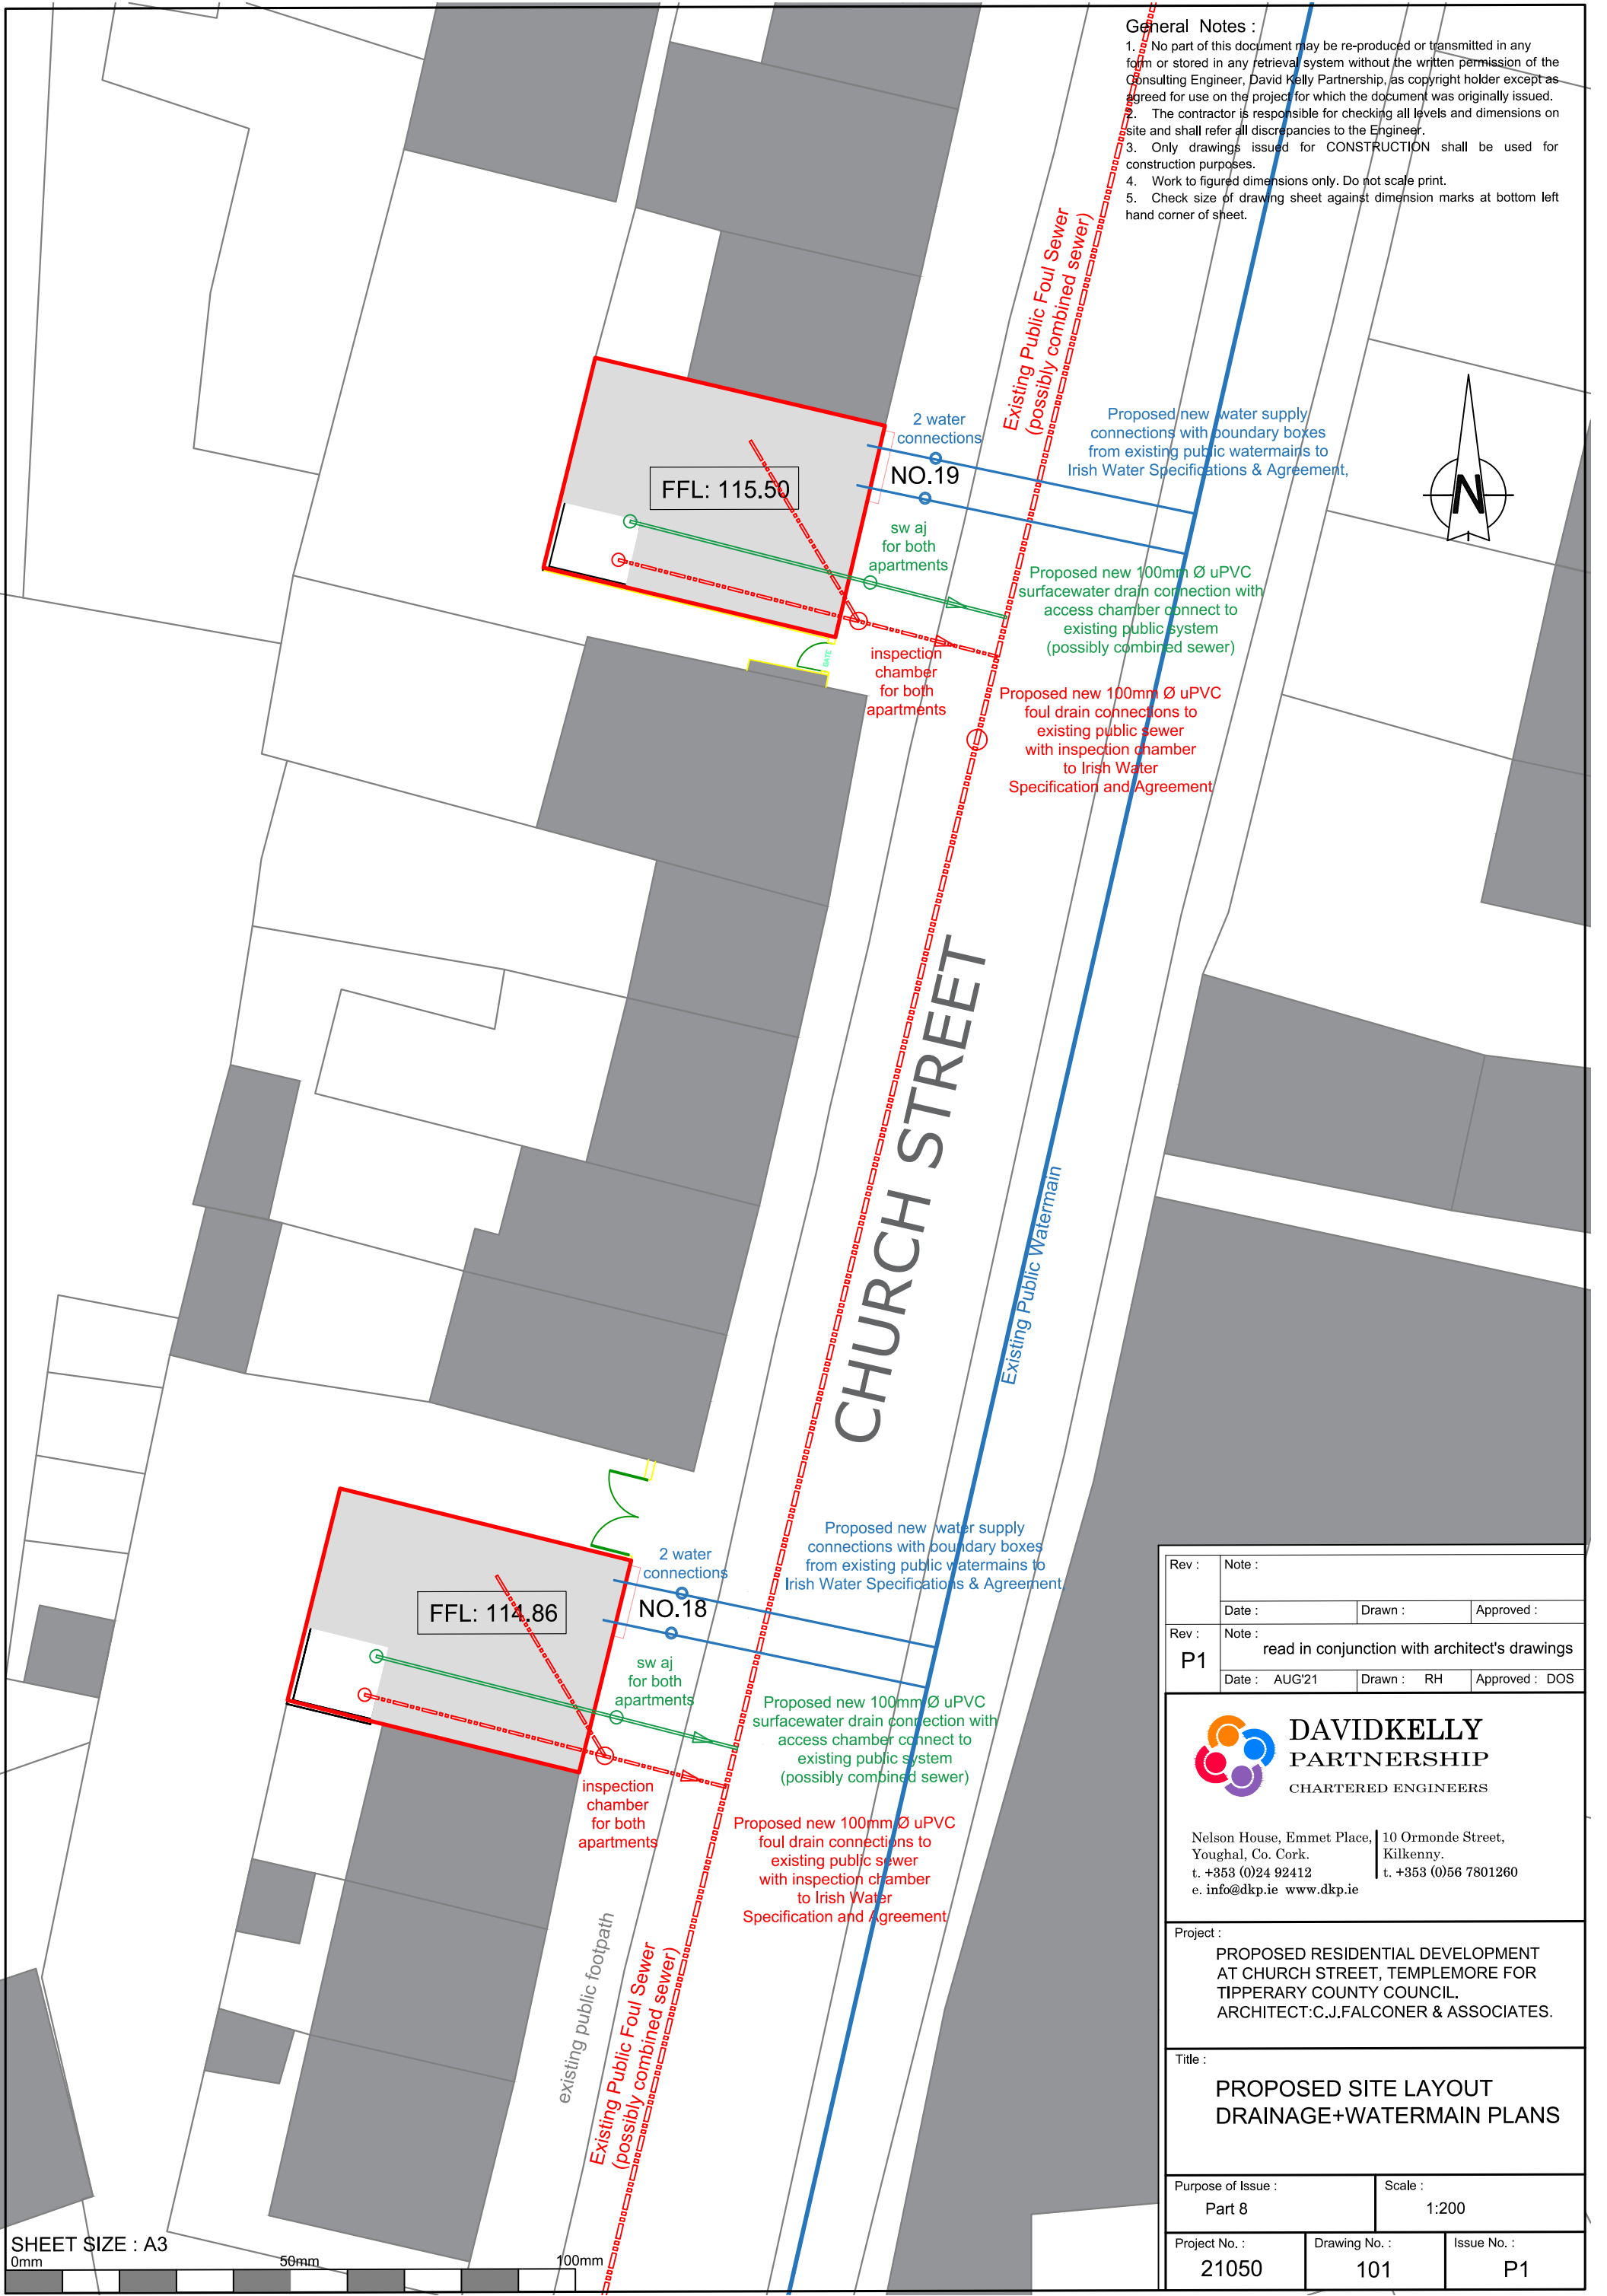 General Notes :
1. No part of this document may be re-produced or transmitted in any
form or stored in any retrieval system without the written permission of the
Consulting Engineer, David Kelly Partnership, as copyright holder except as
agreed for use on the project for which the document was originally issued.
2. The contractor is responsible for checking all levels and dimensions on
site and shall refer all discrepancies to the Engineer.
3. Only drawings issued for CONSTRUCTION shall be used for
construction purposes.
4. Work to figured dimensions only. Do not scale print.
5. Check size of drawing sheet against dimension marks at bottom left
hand corner of sheet.
Existing Public Foul Sewer
(possibly combined sewer)
N
2 water
connections
NO.19
FFL: 115.50
Proposed new water supply
connections with boundary boxes
from existing public watermains to
Irish Water Specifications & Agreement,
sw aj
for both
apartments
Proposed new 100mm Ø uPVC
surfacewater drain connection with
access chamber connect to
existing public system
(possibly combined sewer)
GATE
inspection
chamber
for both
apartments
Proposed new 100mm Ø uPVC
foul drain connections to
existing public sewer
with inspection chamber
to Irish Water
Specification and Agreement
CHURCH STREET
Existing Public Watermain
2 water
connections
NO.18
FFL: 114.86
Proposed new water supply
connections with boundary boxes
from existing public watermains to
Irish Water Specifications & Agreement,
sw aj
for both
apartments
Proposed new 100mm Ø uPVC
surfacewater drain connection with
access chamber connect to
existing public system
(possibly combined sewer)
inspection
chamber
for both
apartments
Proposed new 100mm Ø uPVC
foul drain connections to
existing public sewer
with inspection chamber
to Irish Water
Specification and Agreement
existing public footpath
Existing Public Foul Sewer
(possibly combined sewer)
SHEET SIZE : A3
0mm 50mm 100mm
Rev : Note :
Date : Drawn : Approved :
Rev : Note :
P1 read in conjunction with architect's drawings
Date : AUG'21 Drawn : RH Approved : DOS
DAVIDKELLY
PARTNERSHIP
CHARTERED ENGINEERS
Nelson House, Emmet Place,
Youghal, Co. Cork.
t. +353 (0)24 92412
e. info@dkp.ie www.dkp.ie
10 Ormonde Street,
Kilkenny.
t. +353 (0)56 7801260
Project :
PROPOSED RESIDENTIAL DEVELOPMENT
AT CHURCH STREET, TEMPLEMORE FOR
TIPPERARY COUNTY COUNCIL.
ARCHITECT:C.J.FALCONER & ASSOCIATES.
Title :
PROPOSED SITE LAYOUT
DRAINAGE+WATERMAIN PLANS
Purpose of Issue :
Part 8
Scale :
1:200
Project No. :
21050
Drawing No. :
101
Issue No. :
P1